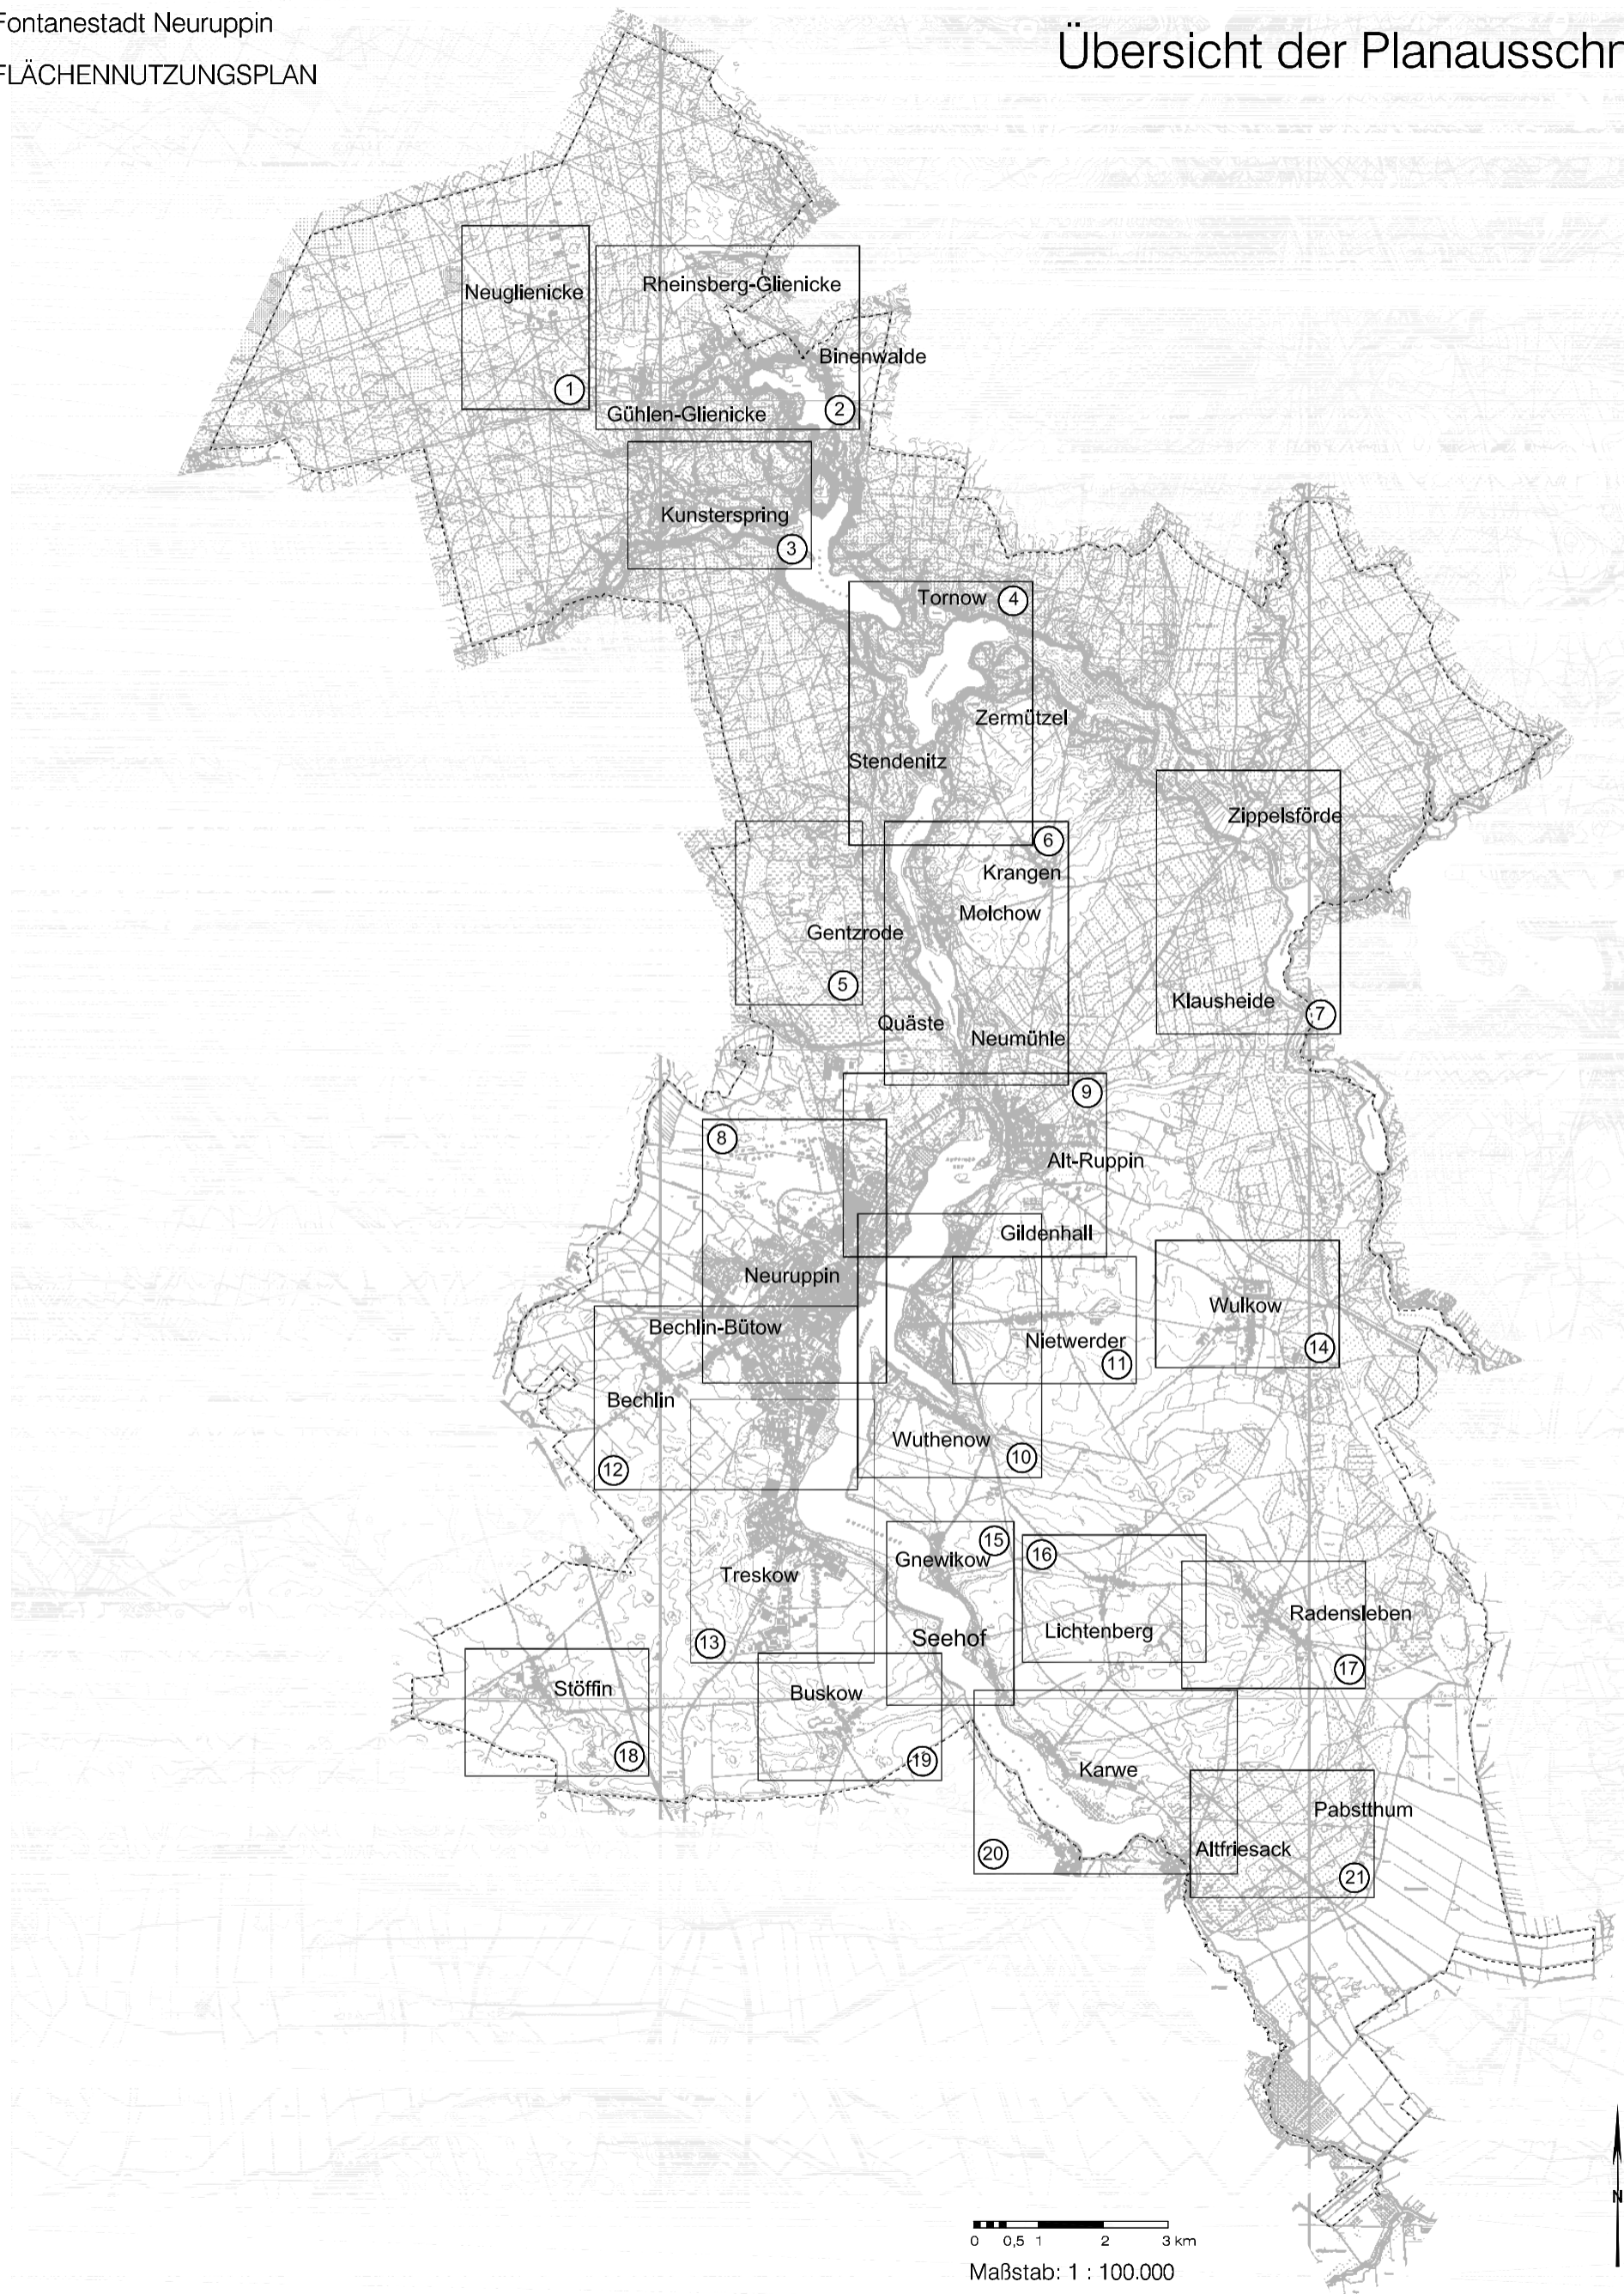 Fontanestadt Neuruppin
FLÄCHENNUTZUNGSPLAN
Übersicht der Planausschn
Neuglienicke
Rheinsberg-Glienicke
Binenwalde
1
2
Gühlen-Glienicke
Kunsterspring
3
Tornow
4
Zermützel
Stendenitz
Zippelsförde
6
Krangen
Molchow
Gentzrode
5
Klausheide
7
Quäste
Neumühle
9
8
Alt-Ruppin
Gildenhall
Neuruppin
Wulkow
Bechlin-Bütow
Nietwerder
14
11
Bechlin
Wuthenow
10
12
15
16
Gnewikow
Treskow
Radensleben
Lichtenberg
Seehof
13
17
Stöffin
Buskow
18
19
Karwe
Pabstthum
Altfriesack
20
21
N
0 0,5 1 2 3 km
Maßstab: 1 : 100.000